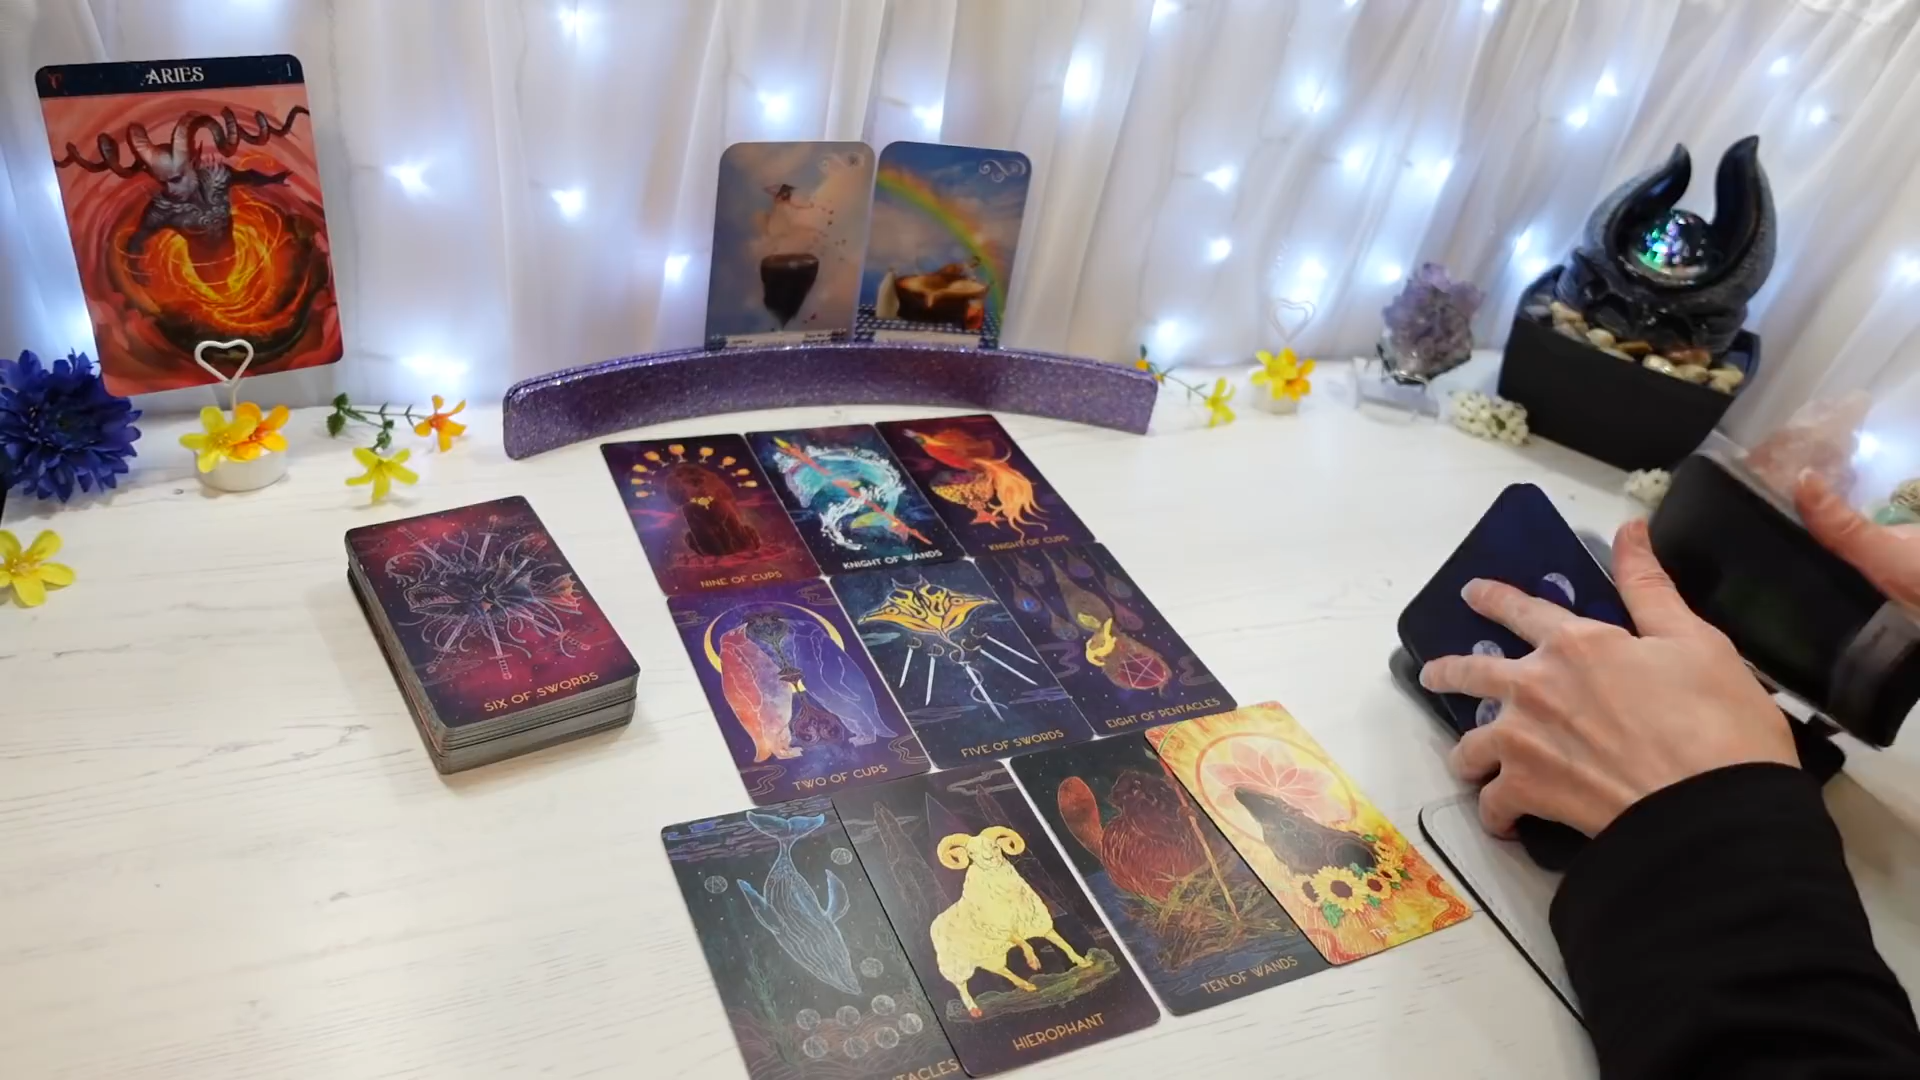 ARIES
1
NINE OF CUPS
KNIGHT OF WANDS
KNIGHT OF CUPS
SIX OF SWORDS
TWO OF CUPS
FIVE OF SWORDS
EIGHT OF PENTACLES
HIEROPHANT
TEN OF WANDS